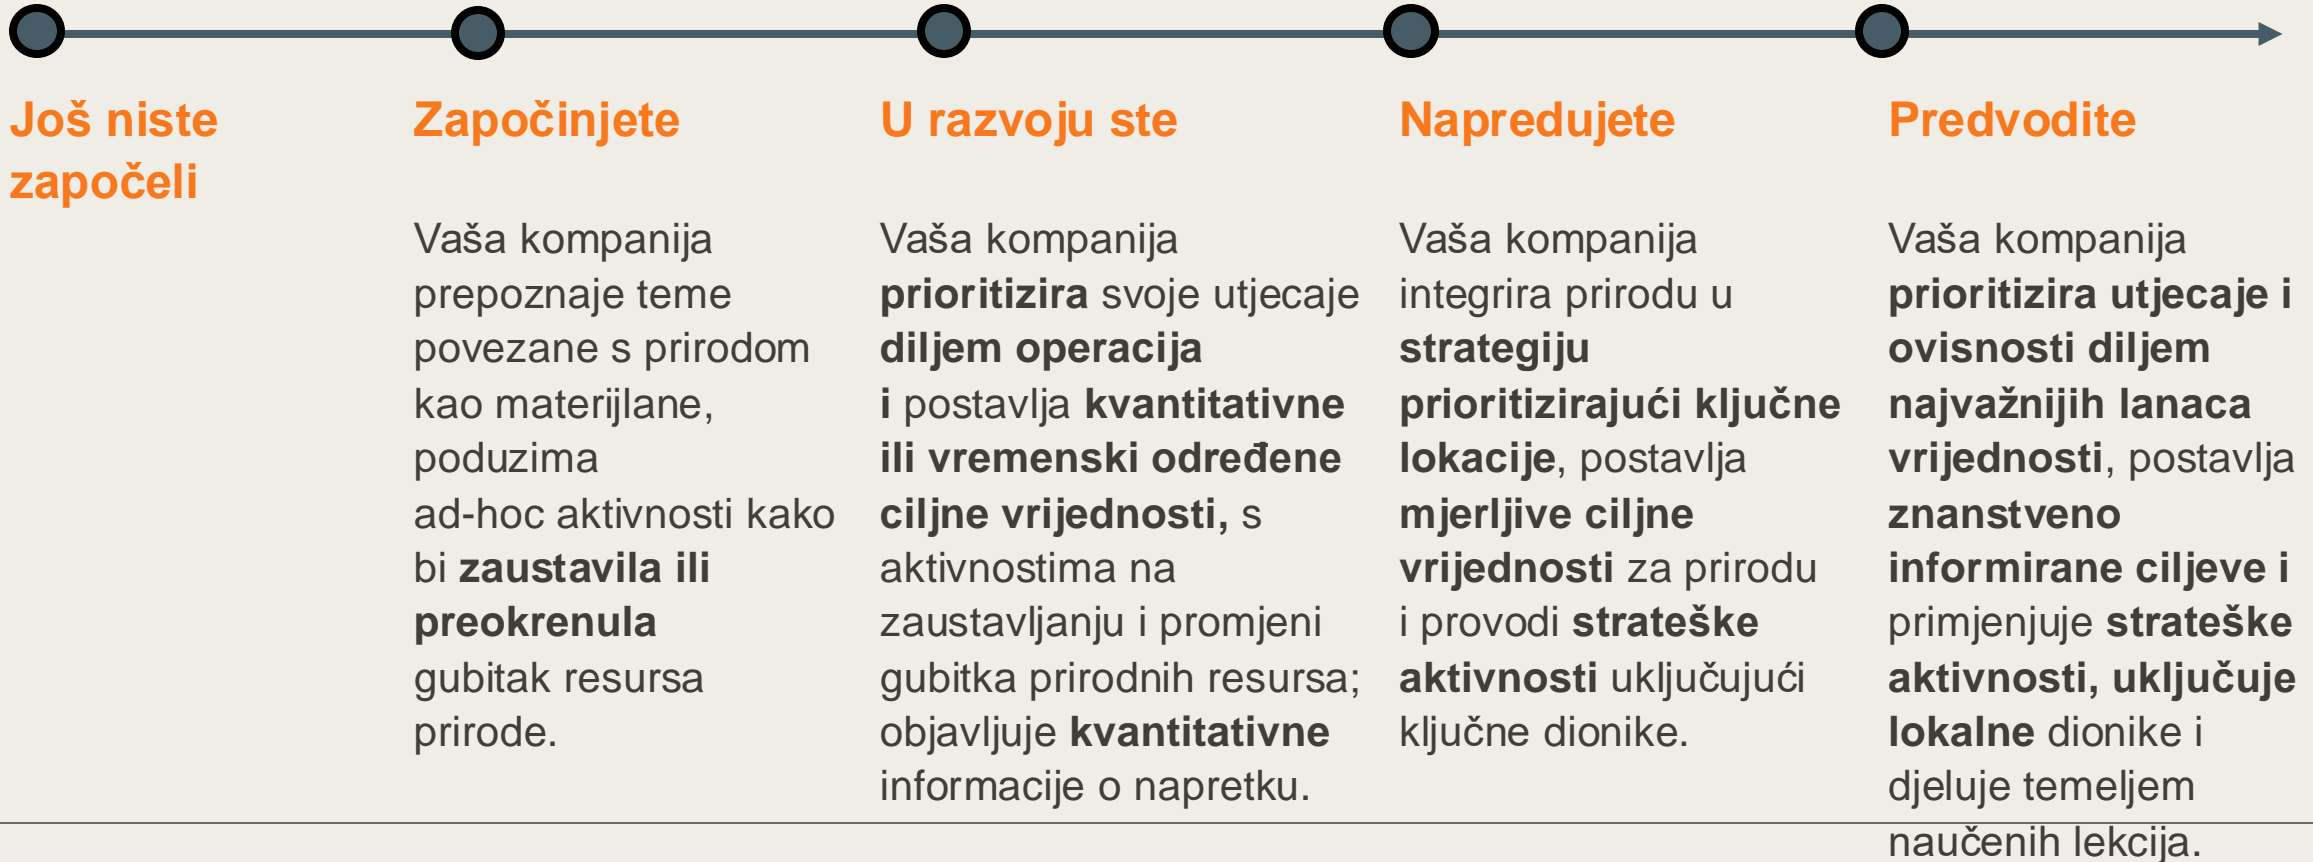 Još niste
započeli
Započinjete
Vaša kompanija
prepoznaje teme
povezane s prirodom
kao materijlane,
poduzima
ad-hoc aktivnosti kako
bi zaustavila ili
preokrenula
gubitak resursa
prirode.
U razvoju ste
Vaša kompanija
prioritizira svoje utjecaje
diljem operacija
i postavlja kvantitativne
ili vremenski određene
ciljne vrijednosti, s
aktivnostima na
zaustavljanju i promjeni
gubitka prirodnih resursa;
objavljuje kvantitativne
informacije o napretku.
Napredujete
Vaša kompanija
integrira prirodu u
strategiju
prioritizirajući ključne
lokacije, postavlja
mjerljive ciljne
vrijednosti za prirodu
i provodi strateške
aktivnosti uključujući
ključne dionike.
Predvodite
Vaša kompanija
prioritizira utjecaje i
ovisnosti diljem
najvažnijih lanaca
vrijednosti, postavlja
znanstveno
informirane ciljeve i
primjenjuje strateške
aktivnosti, uključuje
lokalne dionike i
djeluje temeljem
naučenih lekcija.